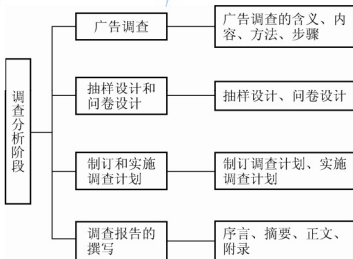 广告调查
广告调查的含义、内
容、方法、步骤
调查分析阶段
抽样设计和
问卷设计
抽样设计、问卷设计
制订和实施
调查计划
制订调查计划、实施
调查计划
调查报告的
撰写
序言、摘要、正文、
附录